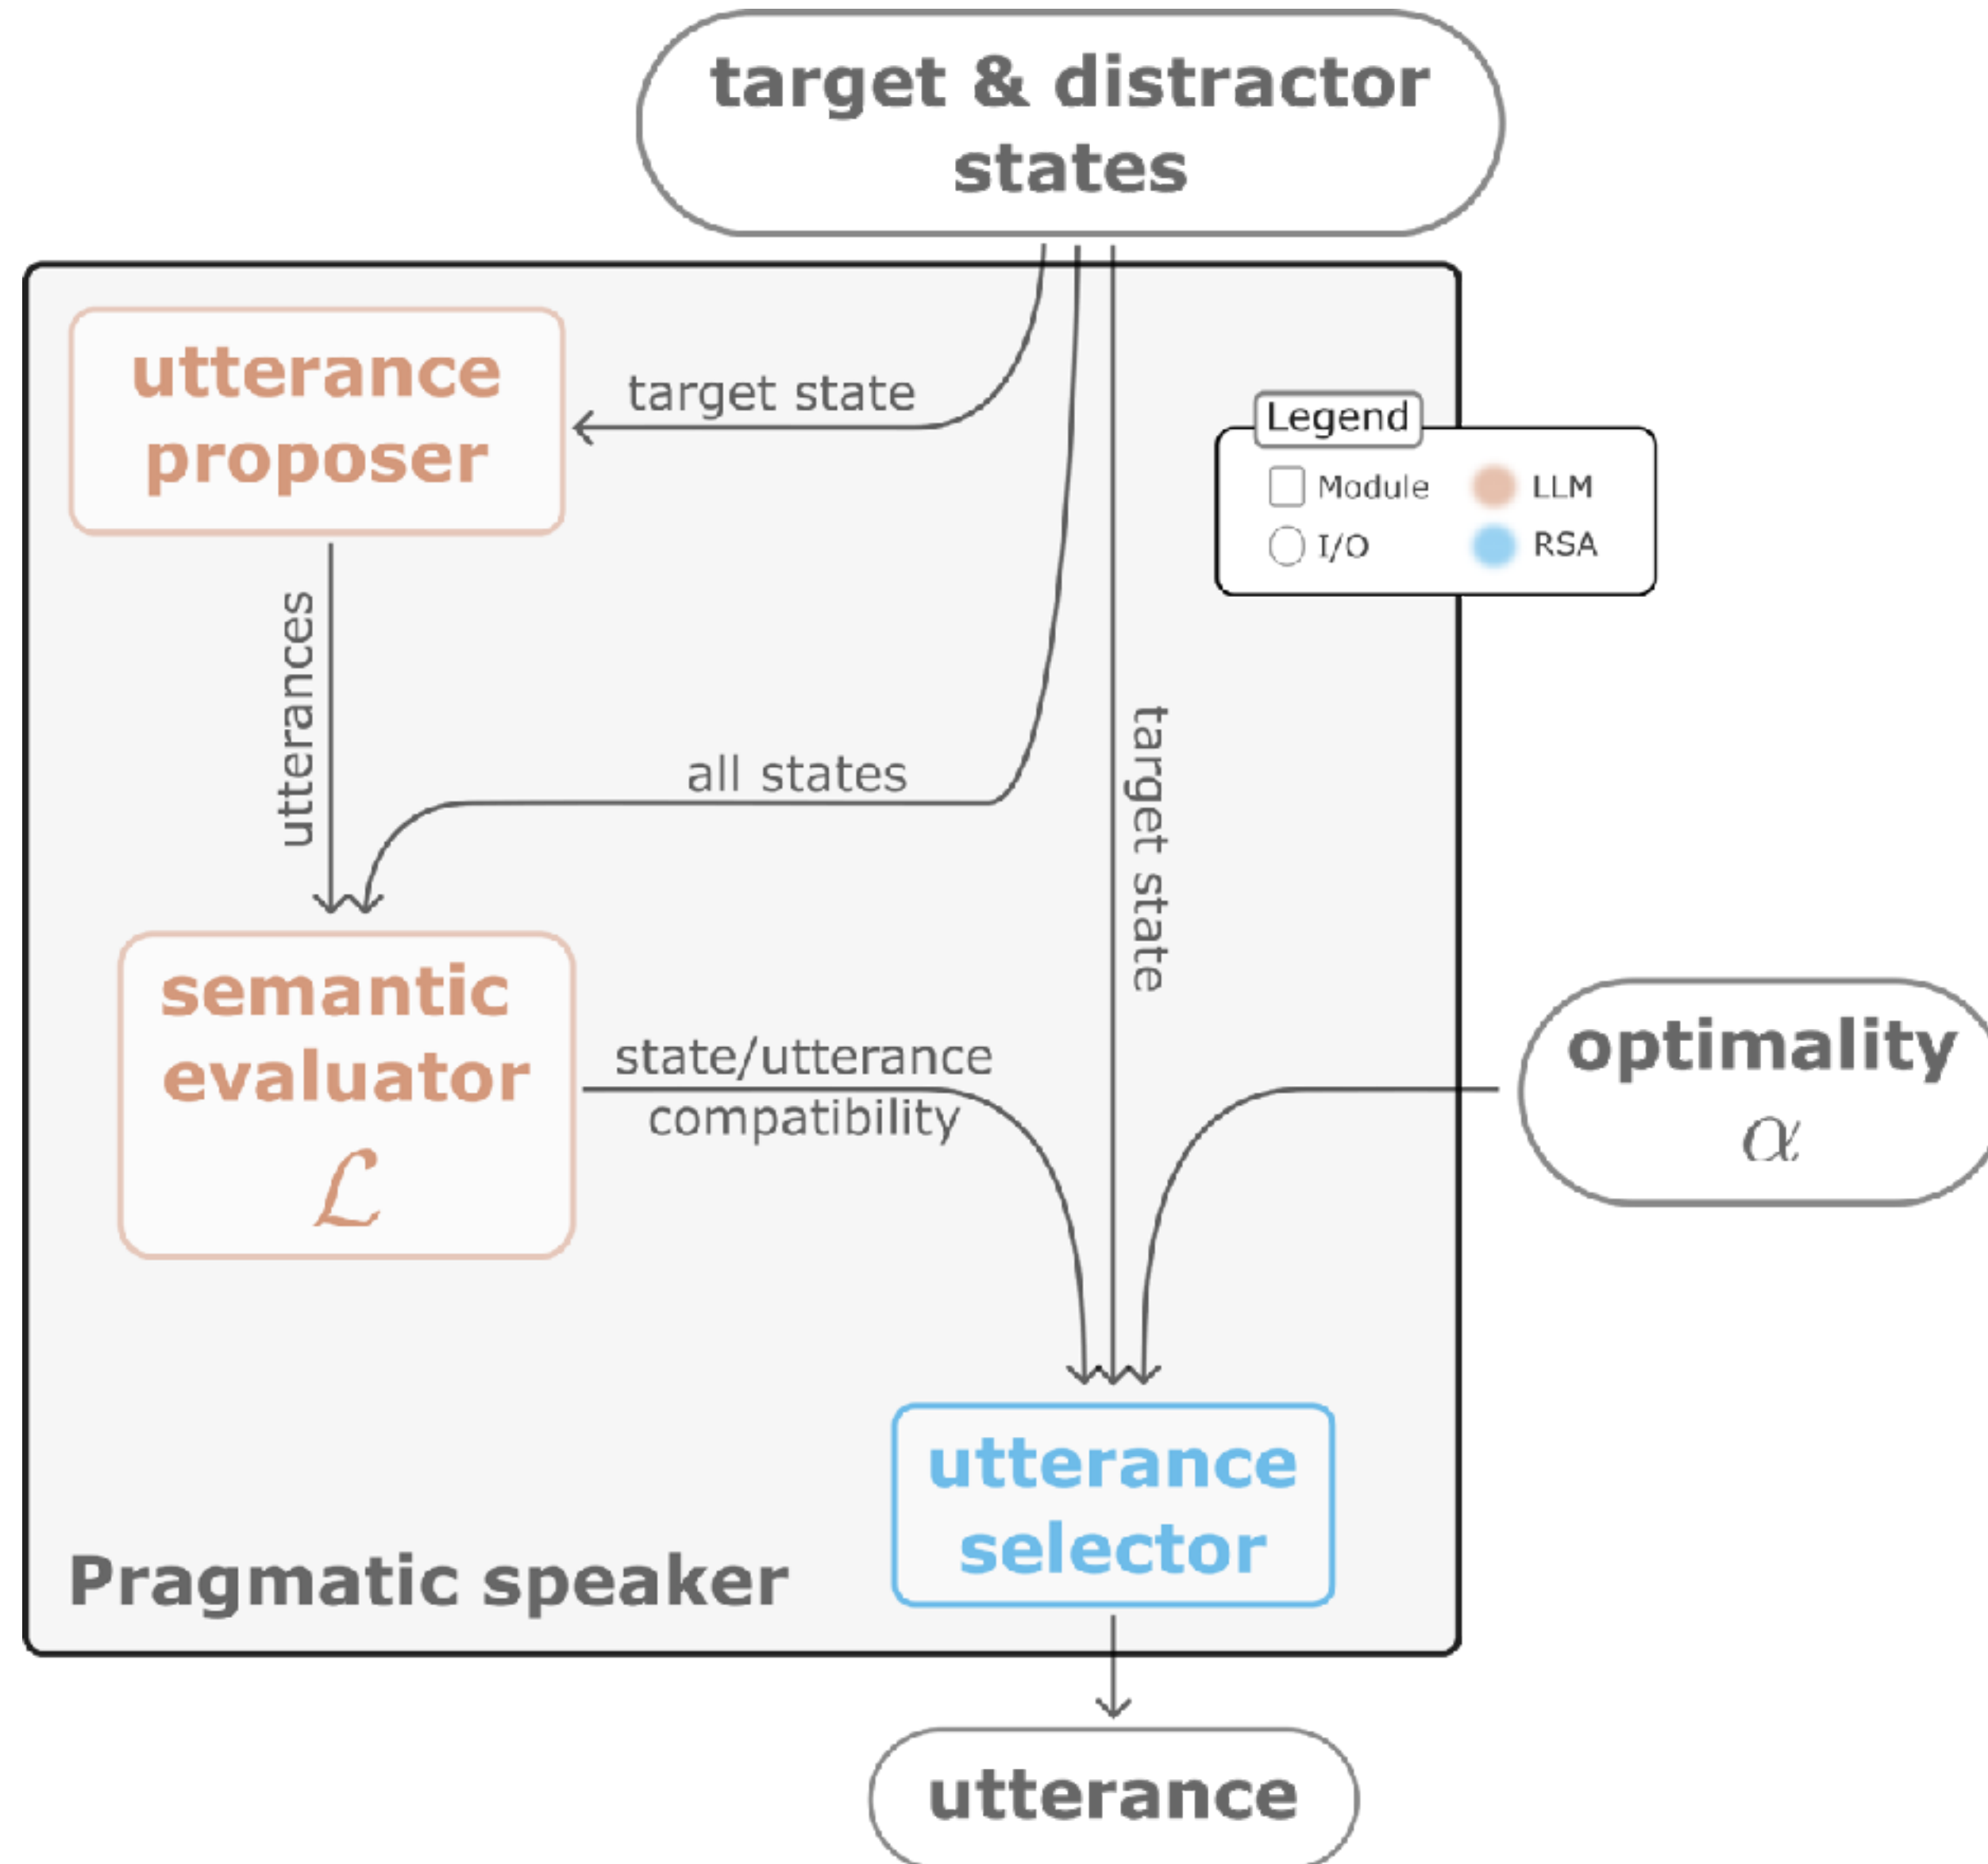 target & distractor
states
utterance
proposer
target state
Legend
Module
LLM
I/O
RSA
utterances
all states
target state
semantic
evaluator
ℒ
state/utterance
compatibility
optimality
α
utterance
selector
Pragmatic speaker
utterance